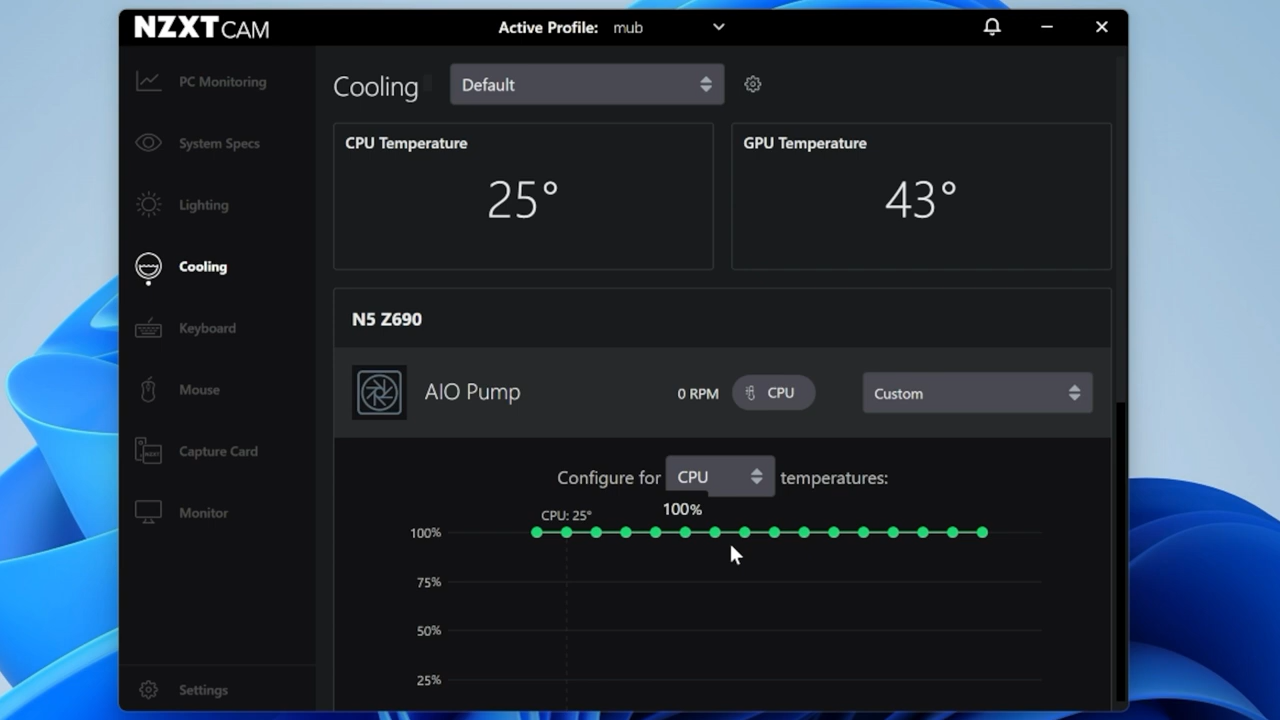 NZXT CAM
Active Profile: mub
PC Monitoring
System Specs
Lighting
Cooling
Keyboard
Mouse
Capture Card
Monitor
Settings
Cooling
Default
CPU Temperature
25°
GPU Temperature
43°
N5 Z690
AIO Pump
0 RPM
CPU
Custom
Configure for CPU temperatures:
100%
CPU: 25°
100%
75%
50%
25%